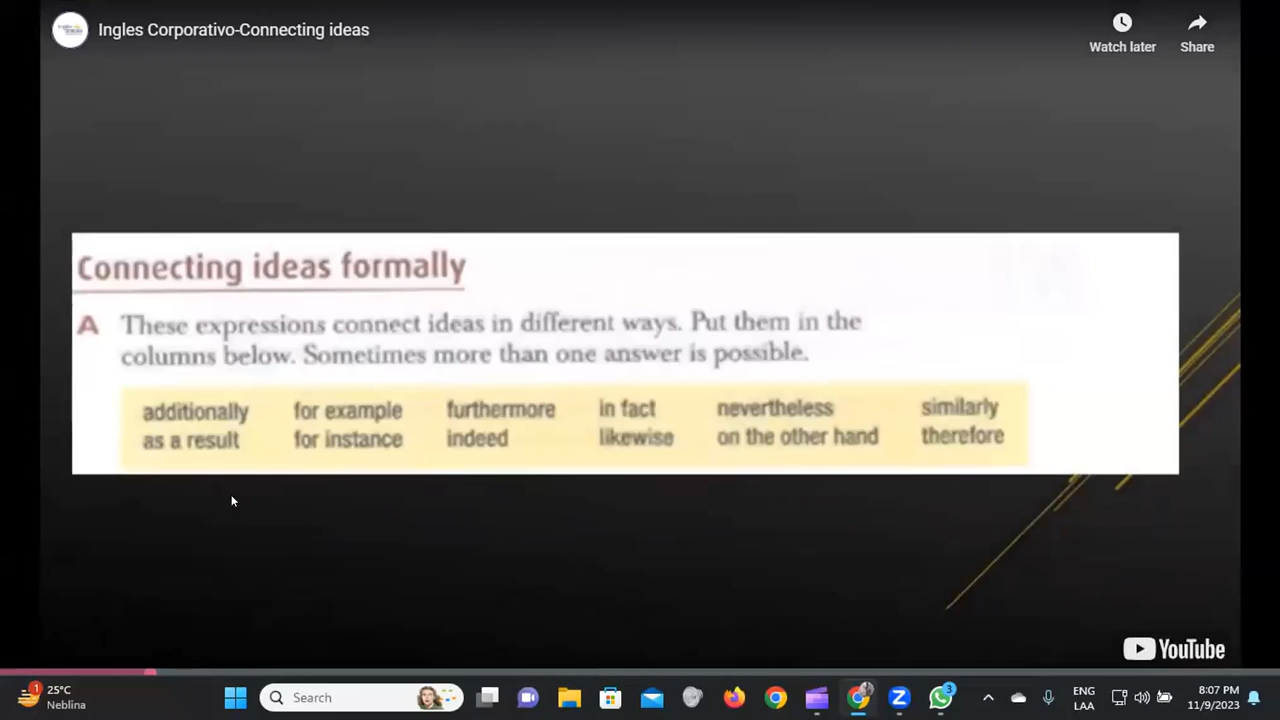 Ingles Corporativo-Connecting ideas
Watch later
Share
Connecting ideas formally
A These expressions connect ideas in different ways. Put them in the
columns below. Sometimes more than one answer is possible.
additionally for example furthermore in fact nevertheless similarly
as a result for instance indeed likewise on the other hand therefore
YouTube
1
25°C
Neblina
Search
3
ENG
LAA
8:07 PM
11/9/2023